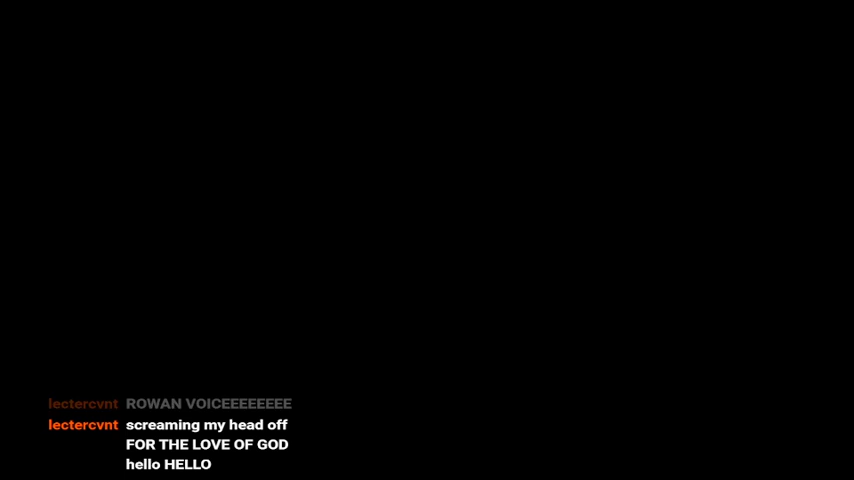 lectercvnt ROWAN VOICEEEEEEEE
lectercvnt screaming my head off
FOR THE LOVE OF GOD
hello HELLO